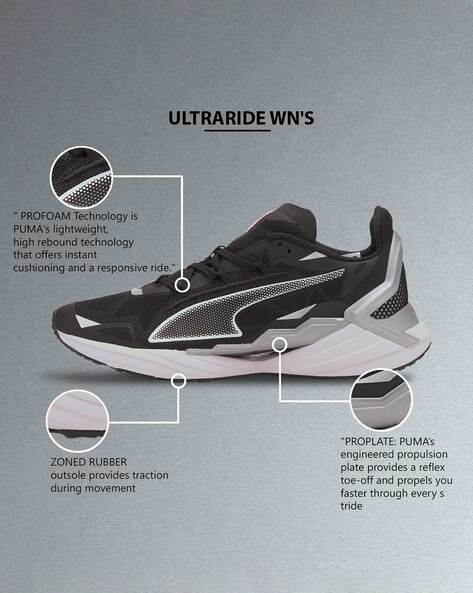 ULTRARIDE WN'S
" PROFOAM Technology is
PUMA's lightweight,
high rebound technology
that offers instant
cushioning and a responsive ride."
ZONED RUBBER
outsole provides traction
during movement
"PROPLATE: PUMA's
engineered propulsion
plate provides a reflex
toe-off and propels you
faster through every s
tride